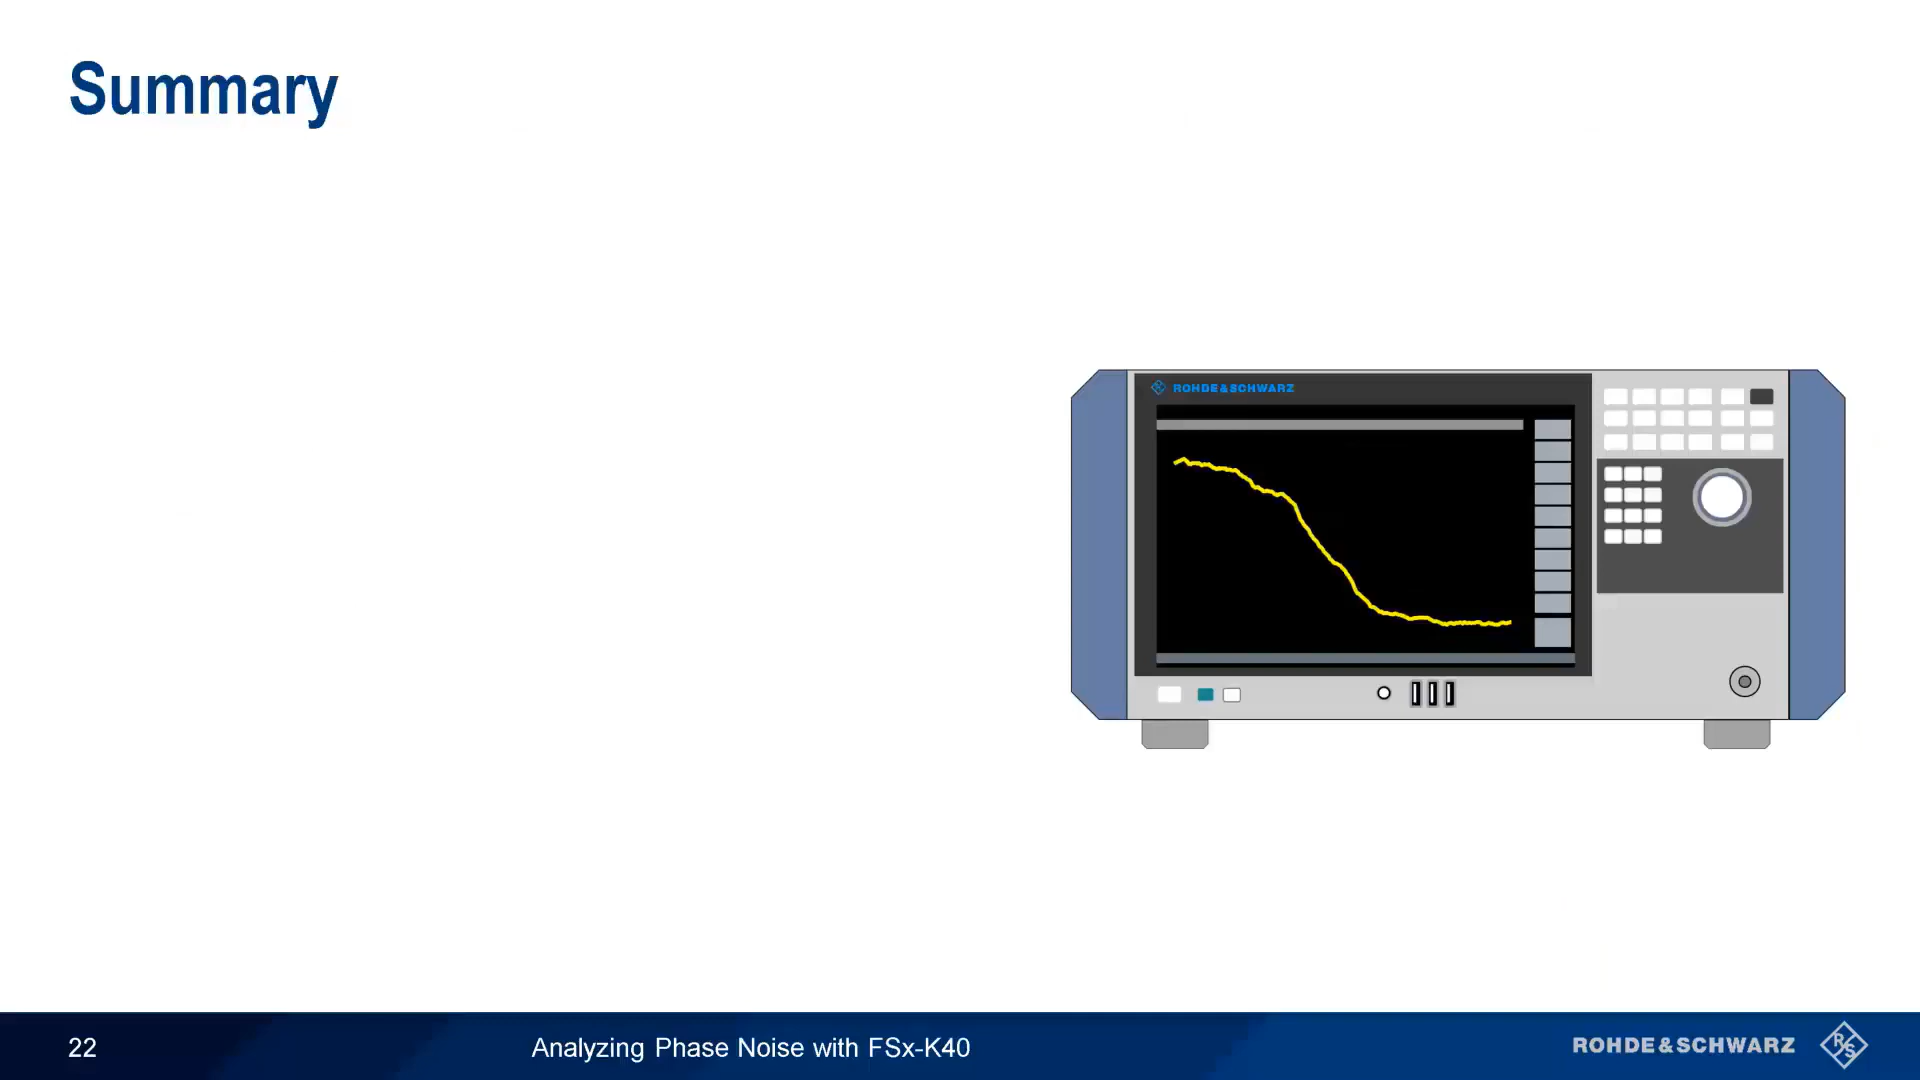 Summary
ROHDE&SCHWARZ
22
Analyzing Phase Noise with FSx-K40
ROHDE&SCHWARZ
R&S